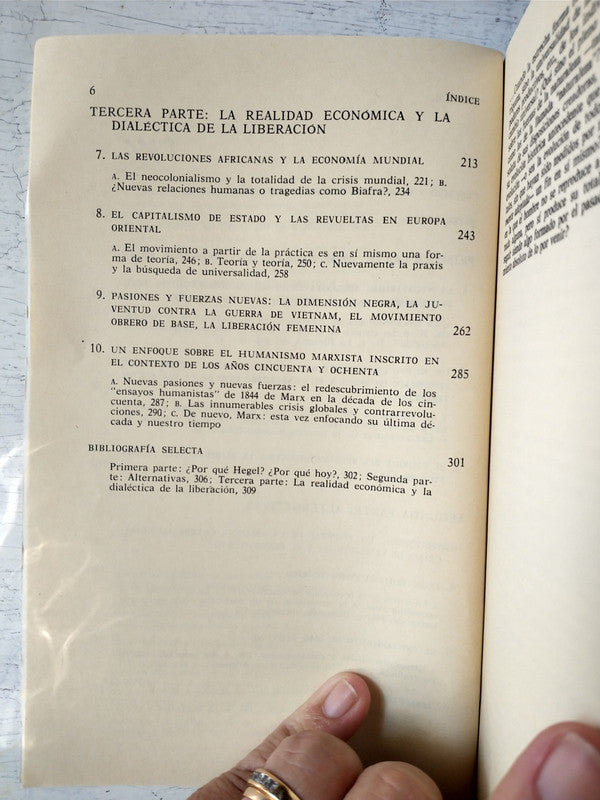 6
ÍNDICE
TERCERA PARTE: LA REALIDAD ECONÓMICA Y LA
DIALÉCTICA DE LA LIBERACIÓN
7. LAS REVOLUCIONES AFRICANAS Y LA ECONOMÍA MUNDIAL 213
A. El neocolonialismo y la totalidad de la crisis mundial, 221; B.
¿Nuevas relaciones humanas o tragedias como Biafra?, 234
8. EL CAPITALISMO DE ESTADO Y LAS REVUELTAS EN EUROPA
ORIENTAL 243
A. El movimiento a partir de la práctica es en sí mismo una for-
ma de teoría, 246; B. Teoría y teoría, 250; C. Nuevamente la praxis
y la búsqueda de universalidad, 258
9. PASIONES Y FUERZAS NUEVAS: LA DIMENSIÓN NEGRA, LA JU-
VENTUD CONTRA LA GUERRA DE VIETNAM, EL MOVIMIENTO
OBRERO DE BASE, LA LIBERACIÓN FEMENINA 262
10. UN ENFOQUE SOBRE EL HUMANISMO MARXISTA INSCRITO EN
EL CONTEXTO DE LOS AÑOS CINCUENTA Y OCHENTA 285
A. Nuevas pasiones y nuevas fuerzas: el redescubrimiento de los
"ensayos humanistas" de 1844 de Marx en la década de los cin-
cuenta, 287; B. Las innumerables crisis globales y contrarrevolu-
ciones, 290; C. De nuevo, Marx: esta vez enfocando su última dé-
cada y nuestro tiempo
BIBLIOGRAFÍA SELECTA 301
Primera parte: ¿Por qué Hegel? ¿Por qué hoy?, 302; Segunda par-
te: Alternativas, 306; Tercera parte: La realidad económica y la
dialéctica de la liberación, 309